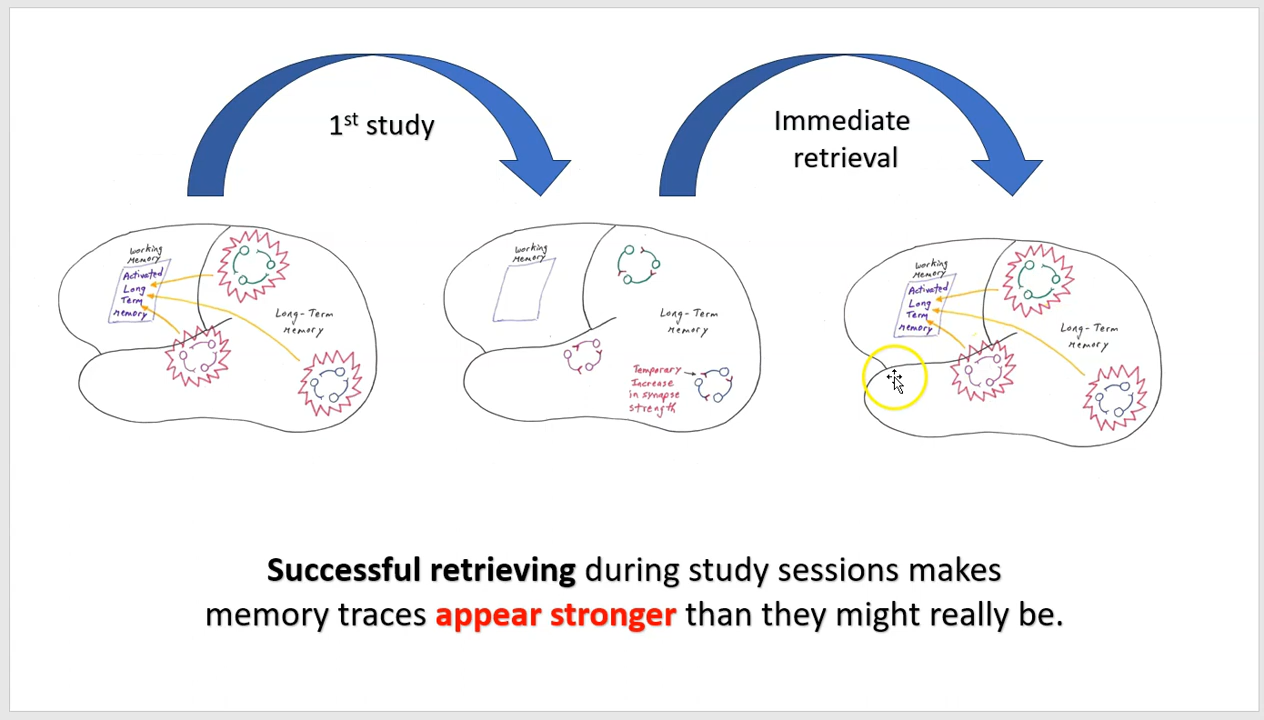 1st study
Immediate
retrieval
Working
Memory
Activated
Long
Term
Memory
Long-Term
Memory
Working
Memory
Long-Term
Memory
Temporary
Increase
in synapse
strength
Working
Memory
Activated
Long
Term
Memory
Long-Term
Memory
Successful retrieving during study sessions makes
memory traces appear stronger than they might really be.